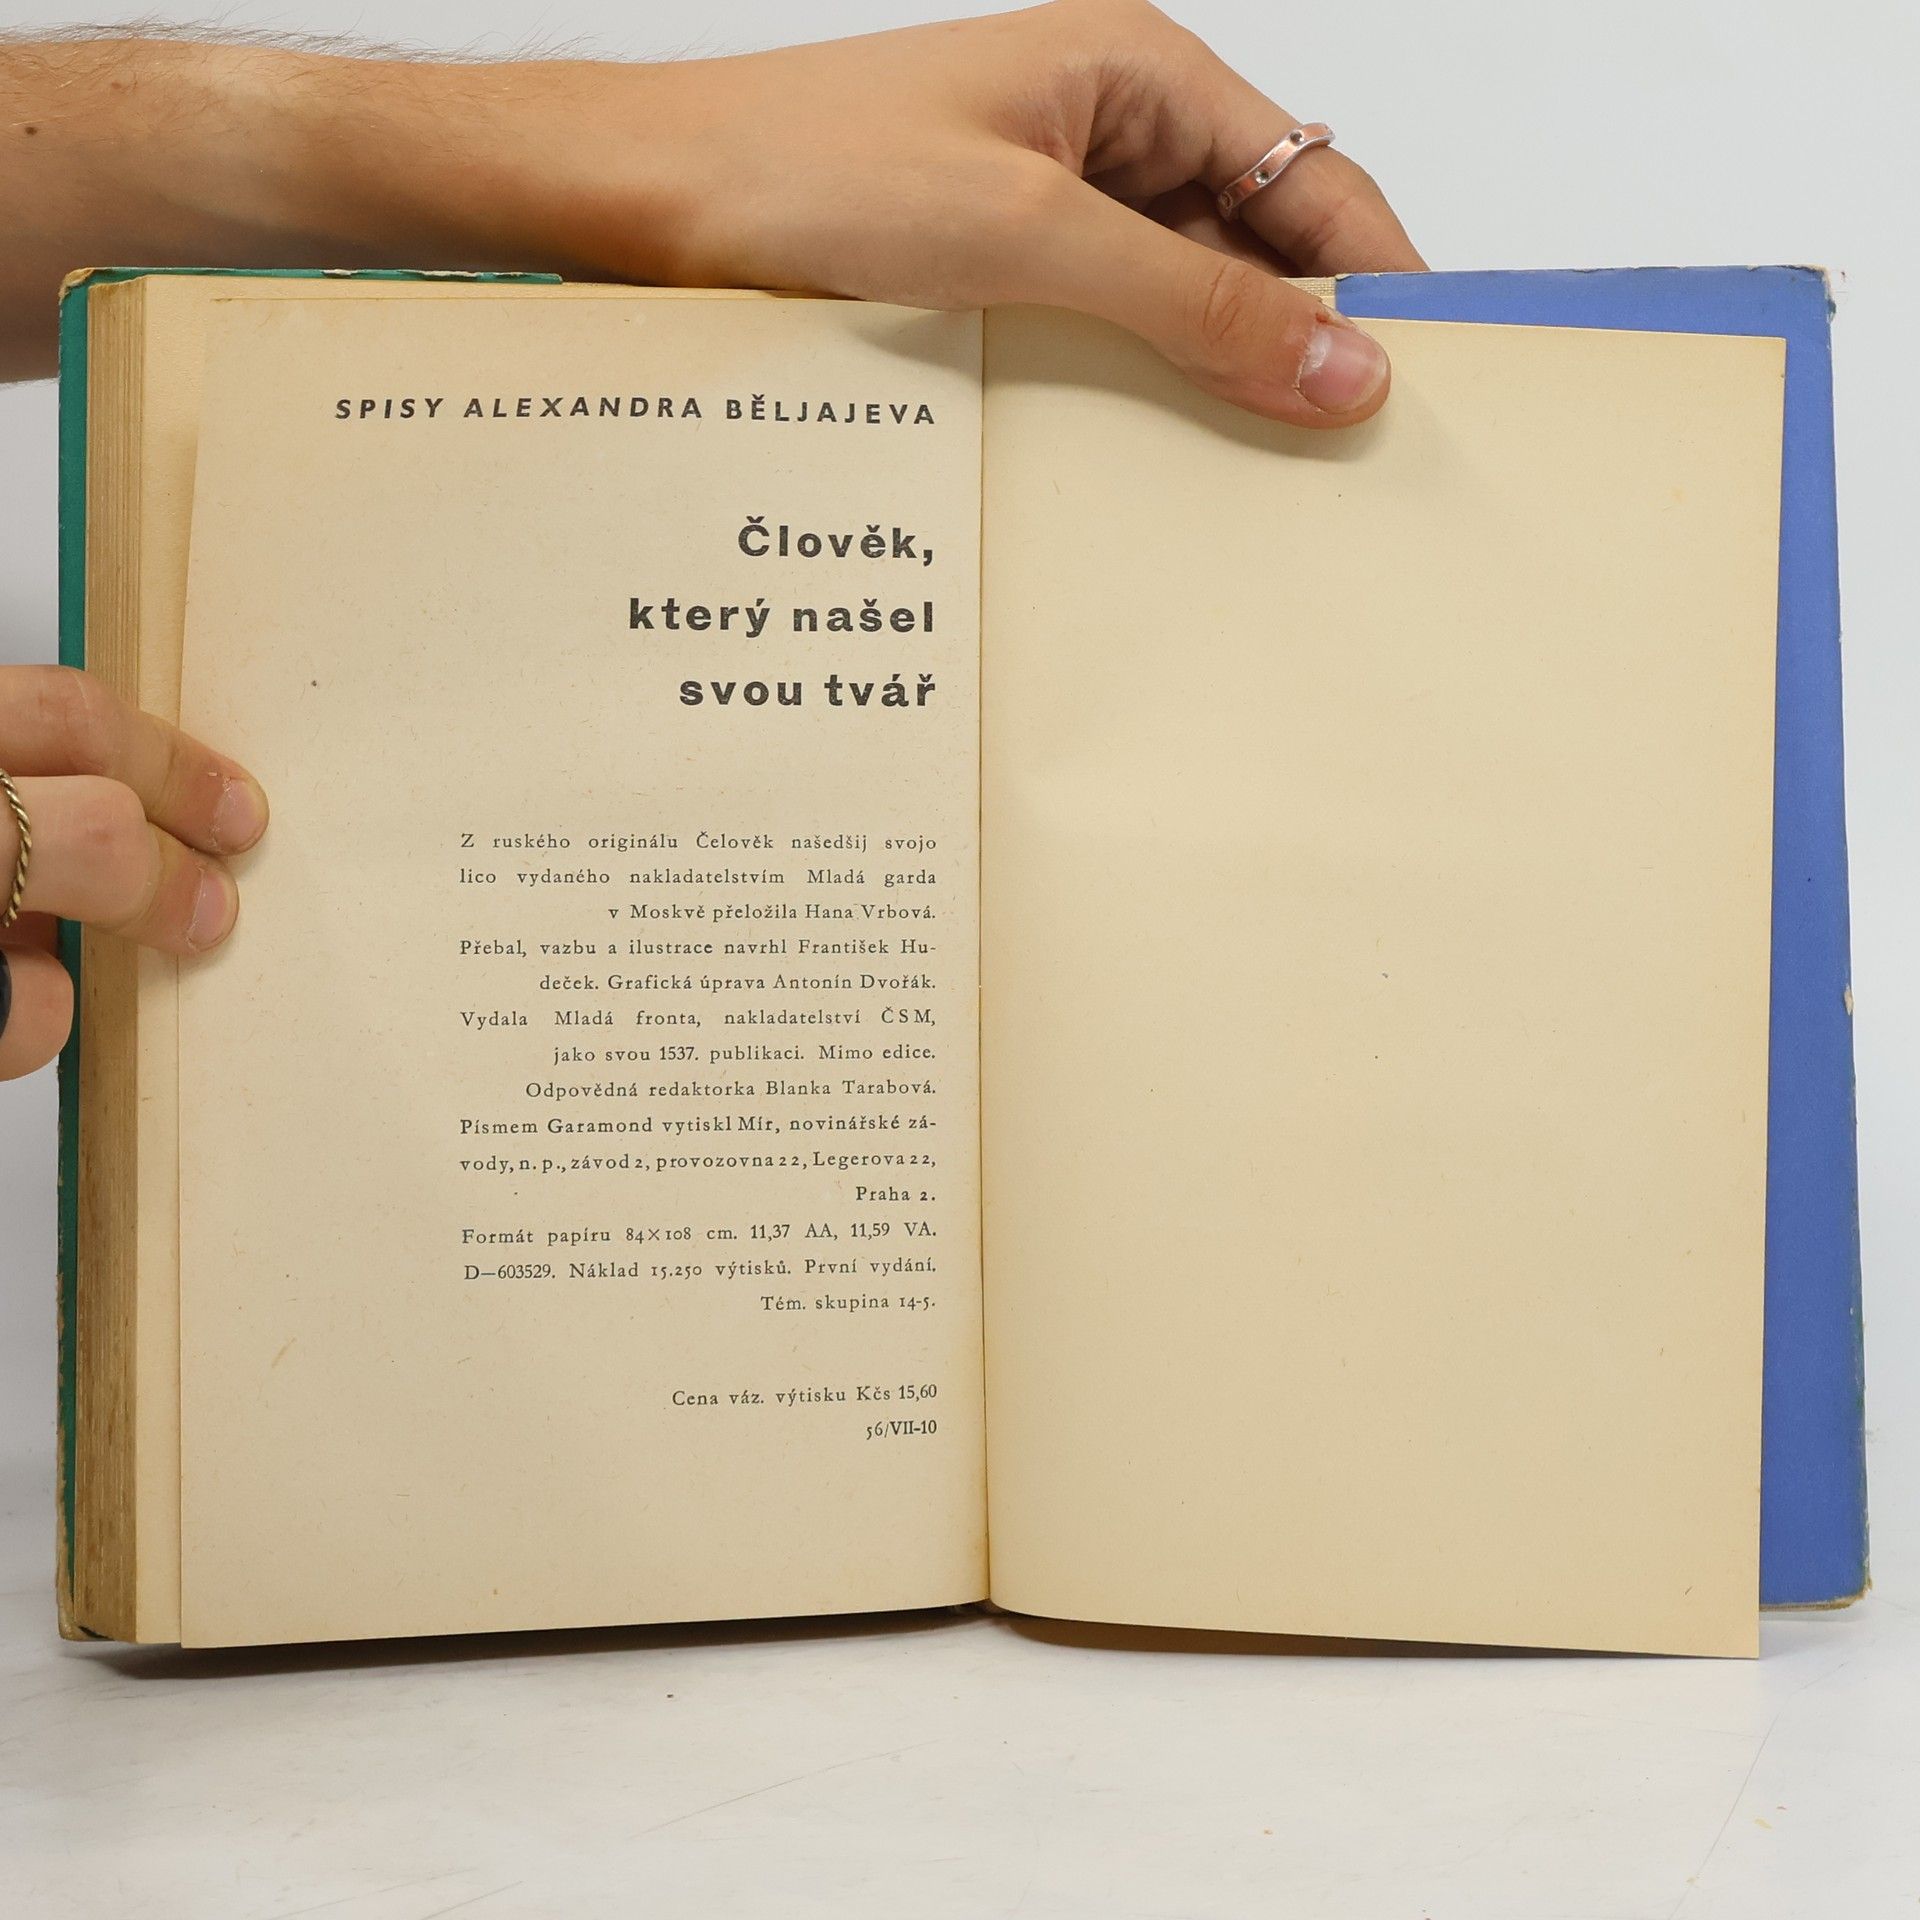 SPISY ALEXANDRA BĚLJAJEVA
Člověk,
který našel
svou tvář
Z ruského originálu Čelověk našedšij svojo
lico vydaného nakladatelstvím Mladá garda
v Moskvě přeložila Hana Vrbová.
Přebal, vazbu a ilustrace navrhl František Hu-
deček. Grafická úprava Antonín Dvořák.
Vydala Mladá fronta, nakladatelství ČSM,
jako svou 1537. publikaci. Mimo edice.
Odpovědná redaktorka Blanka Tarabová.
Písmem Garamond vytiskl Mír, novinářské zá-
vody, n. p., závod 2, provozovna 22, Legerova 22,
Praha 2.
Formát papíru 84×108 cm. 11,37 AA, 11,59 VA.
D—603529. Náklad 15.250 výtisků. První vydání.
Tém. skupina 14-5.
Cena váz. výtisku Kčs 15,60
56/VII-10